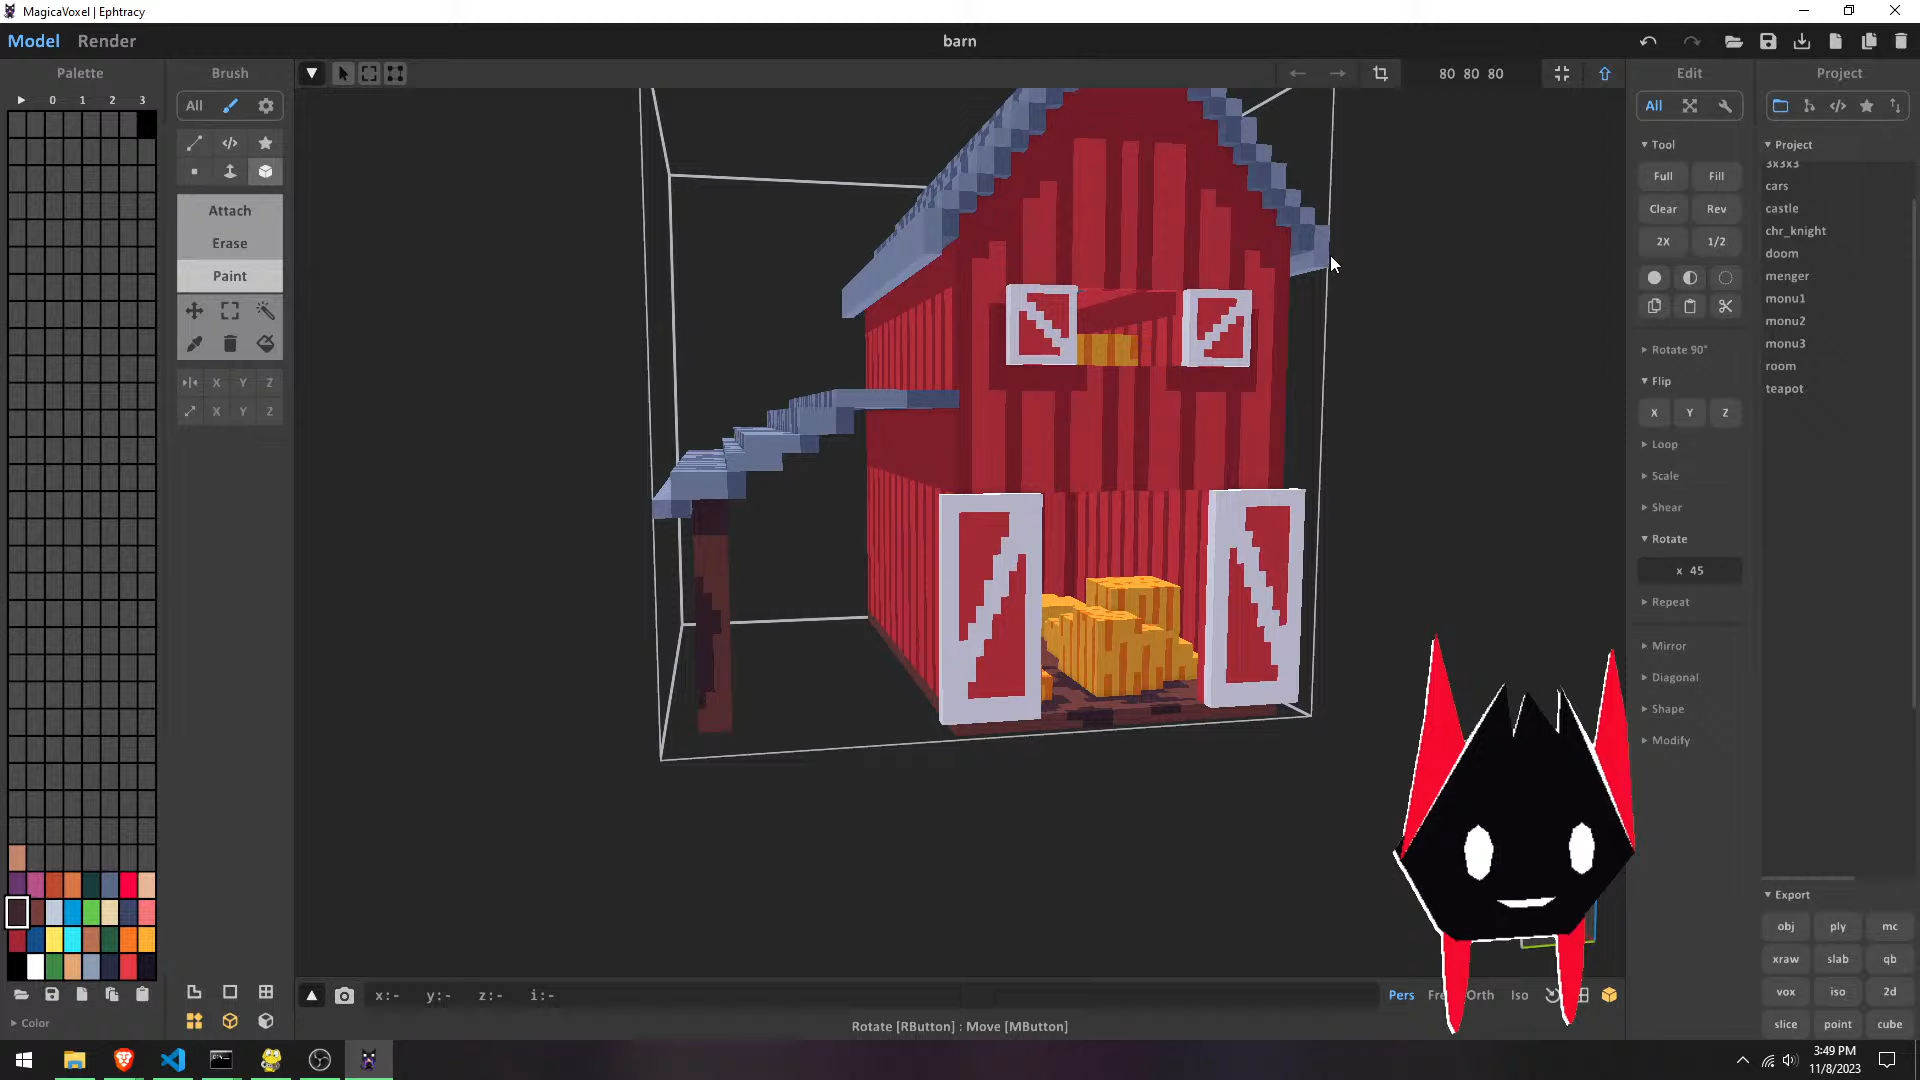 MagicaVoxel | Ephtracy
Model Render
barn
Palette
Brush
80 80 80
Edit
Project
0 1 2 3
All
All
Tool
Project
3x3x3
Full Fill
cars
Attach
Clear Rev
castle
chr_knight
Erase
2X 1/2
doom
Paint
menger
monu1
monu2
Rotate 90°
monu3
room
X Y Z
Flip
teapot
X Y Z
X Y Z
Loop
Scale
Shear
Rotate
x 45
Repeat
Mirror
Diagonal
Shape
Modify
Export
obj ply mc
xraw slab qb
x:- y:- z:- i:-
Pers Orth Iso
vox iso 2d
Color
Rotate [RButton] : Move [MButton]
slice point cube
3:49 PM
11/8/2023